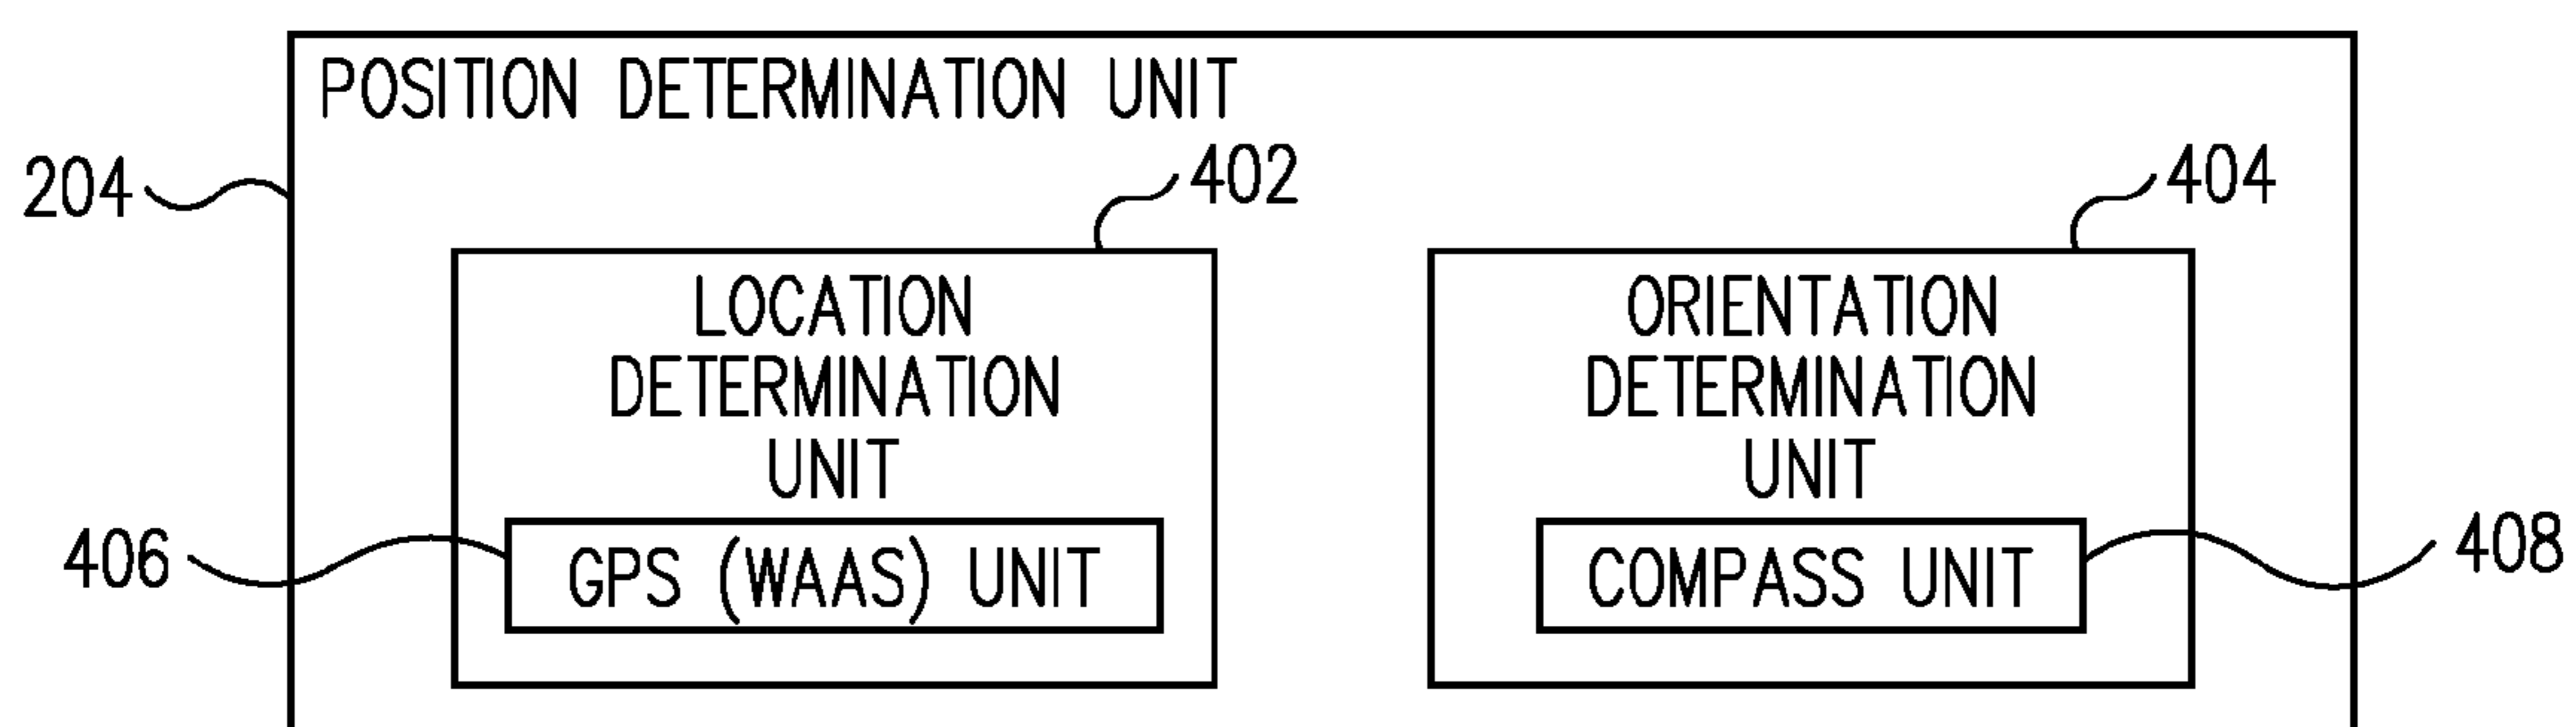 POSITION DETERMINATION UNIT
204
402
404
LOCATION
DETERMINATION
UNIT
ORIENTATION
DETERMINATION
UNIT
406
GPS (WAAS) UNIT
COMPASS UNIT
408